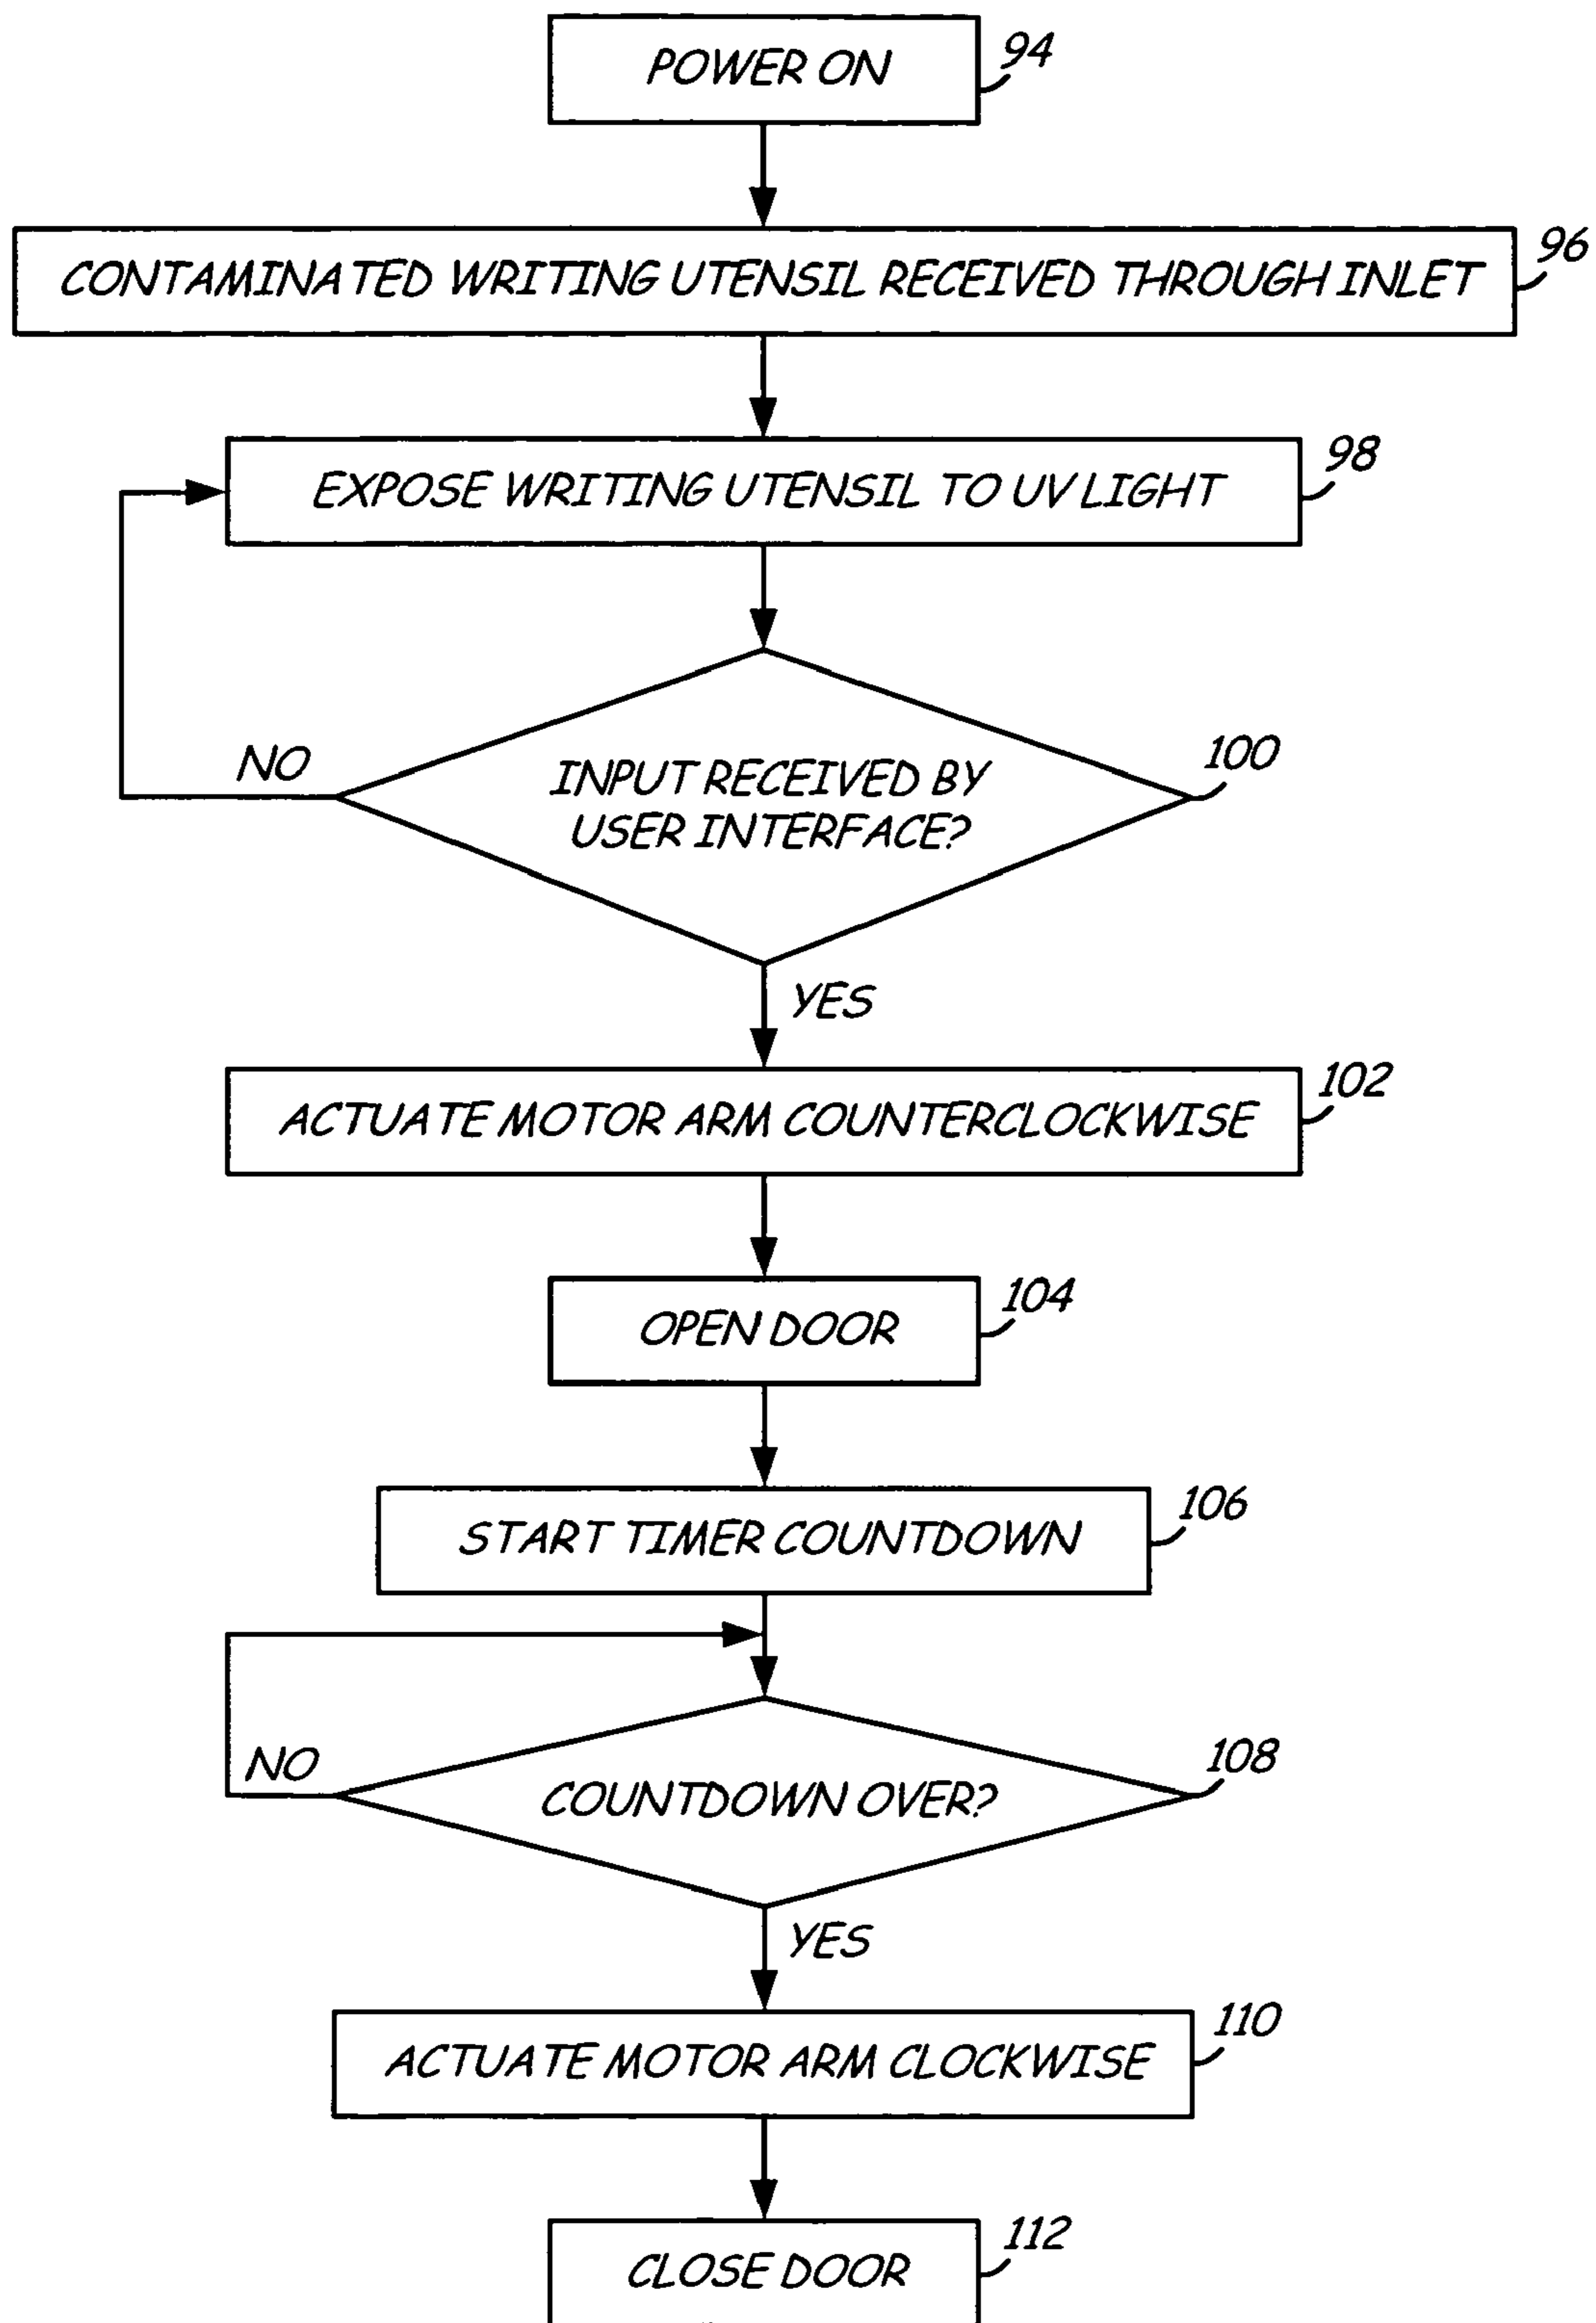 POWER ON
94
CONTAMINATED WRITING UTENSIL RECEIVED THROUGH INLET
96
EXPOSE WRITING UTENSIL TO UV LIGHT
98
NO
INPUT RECEIVED BY
USER INTERFACE?
100
YES
ACTUATE MOTOR ARM COUNTERCLOCKWISE
102
OPEN DOOR
104
START TIMER COUNTDOWN
106
NO
COUNTDOWN OVER?
108
YES
ACTUATE MOTOR ARM CLOCKWISE
110
CLOSE DOOR
112